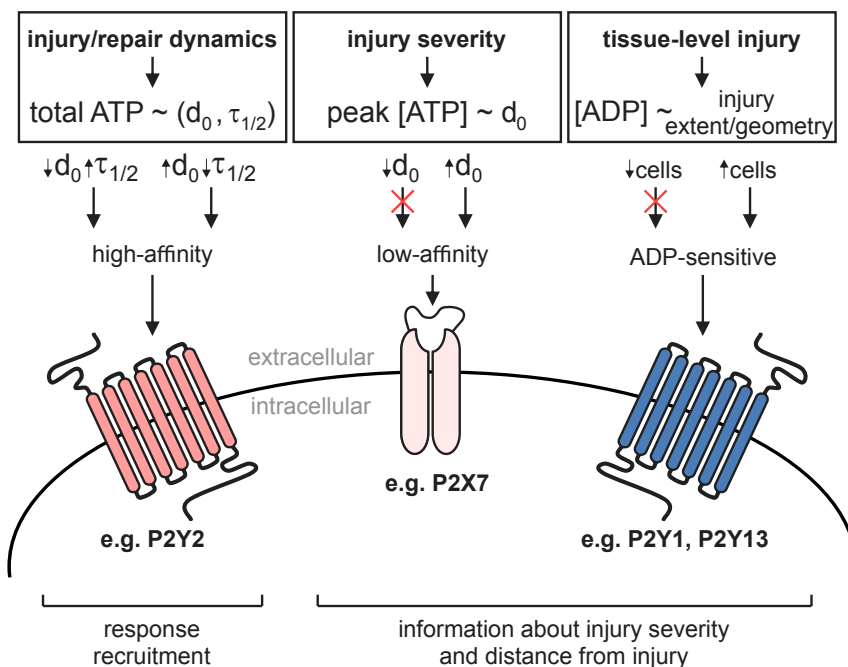 injury/repair dynamics
total ATP ~ (d₀, τ₁/₂)
↓d₀↑τ₁/₂ ↑d₀↓τ₁/₂
high-affinity
injury severity
peak [ATP] ~ d₀
↓d₀ ↑d₀
low-affinity
tissue-level injury
[ADP] ~ injury
extent/geometry
↓cells ↑cells
ADP-sensitive
extracellular
intracellular
e.g. P2Y2
e.g. P2X7
e.g. P2Y1, P2Y13
response
recruitment
information about injury severity
and distance from injury